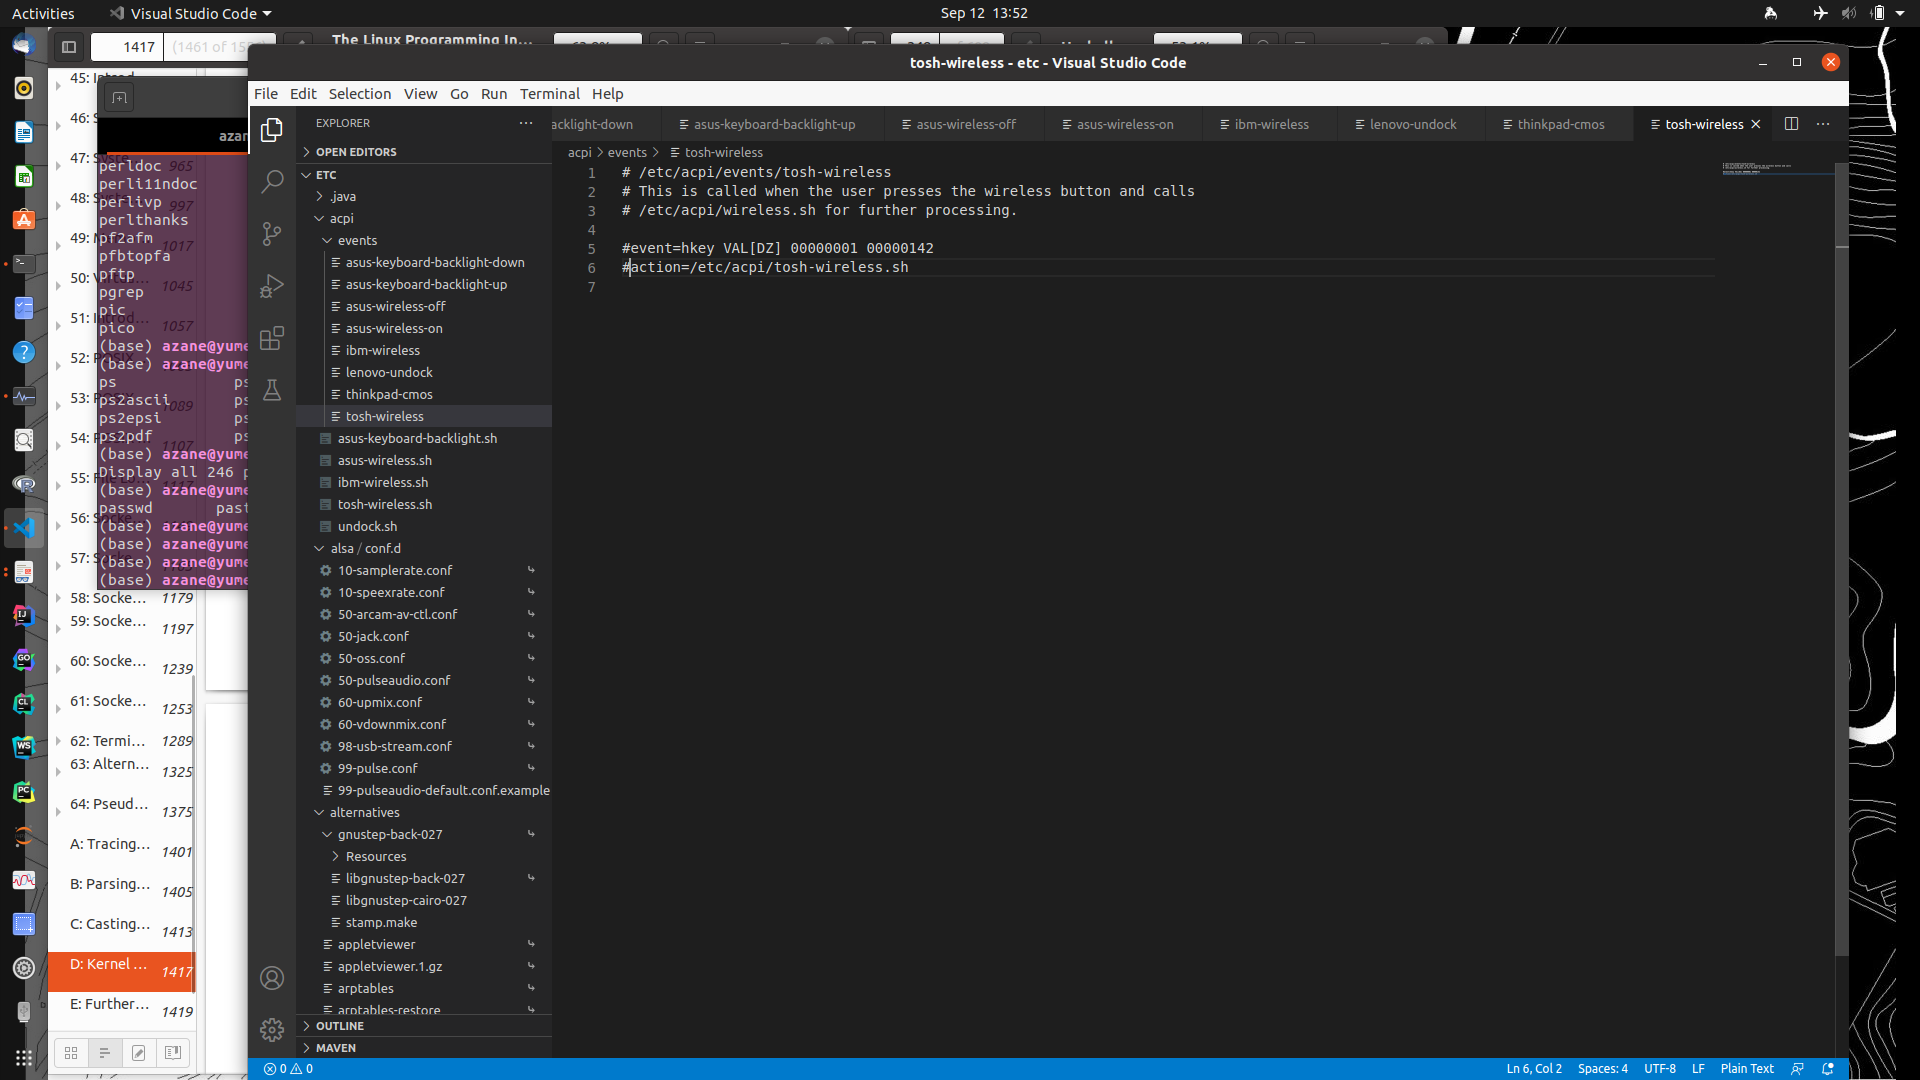 Activities
Visual Studio Code
Sep 12 13:52
1417
The Linux Programming In…
tosh-wireless - etc - Visual Studio Code
File Edit Selection View Go Run Terminal Help
EXPLORER
OPEN EDITORS
ETC
.java
acpi
events
asus-keyboard-backlight-down
asus-keyboard-backlight-up
asus-wireless-off
asus-wireless-on
ibm-wireless
lenovo-undock
thinkpad-cmos
tosh-wireless
asus-keyboard-backlight.sh
asus-wireless.sh
ibm-wireless.sh
tosh-wireless.sh
undock.sh
alsa / conf.d
10-samplerate.conf
10-speexrate.conf
50-arcam-av-ctl.conf
50-jack.conf
50-oss.conf
50-pulseaudio.conf
60-upmix.conf
60-vdownmix.conf
98-usb-stream.conf
99-pulse.conf
99-pulseaudio-default.conf.example
alternatives
gnustep-back-027
Resources
libgnustep-back-027
libgnustep-cairo-027
stamp.make
appletviewer
appletviewer.1.gz
arptables
arptables-restore
OUTLINE
MAVEN
acklight-down
asus-keyboard-backlight-up
asus-wireless-off
asus-wireless-on
ibm-wireless
lenovo-undock
thinkpad-cmos
tosh-wireless
acpi > events > tosh-wireless
1 # /etc/acpi/events/tosh-wireless
2 # This is called when the user presses the wireless button and calls
3 # /etc/acpi/wireless.sh for further processing.
4
5 #event=hkey VAL[DZ] 00000001 00000142
6 #action=/etc/acpi/tosh-wireless.sh
7
0 0
Ln 6, Col 2
Spaces: 4
UTF-8
LF
Plain Text
azan
perldoc
perli11ndoc
perlivp
perlthanks
pf2afm
pfbtopfa
pftp
pgrep
pic
pico
(base) azane@yume
(base) azane@yume
ps ps
ps2ascii ps
ps2epsi ps
ps2pdf ps
(base) azane@yume
Display all 246 p
(base) azane@yume
passwd past
(base) azane@yume
(base) azane@yume
(base) azane@yume
(base) azane@yume
45:
46: S
47:
965
48:
997
49:
1017
50:
1045
51:
1057
52:
53:
1089
54:
1107
55:
56:
57:
58: Socke… 1179
59: Socke… 1197
60: Socke… 1239
61: Socke… 1253
62: Termi… 1289
63: Altern… 1325
64: Pseud… 1375
A: Tracing… 1401
B: Parsing… 1405
C: Casting… 1413
D: Kernel … 1417
E: Further… 1419